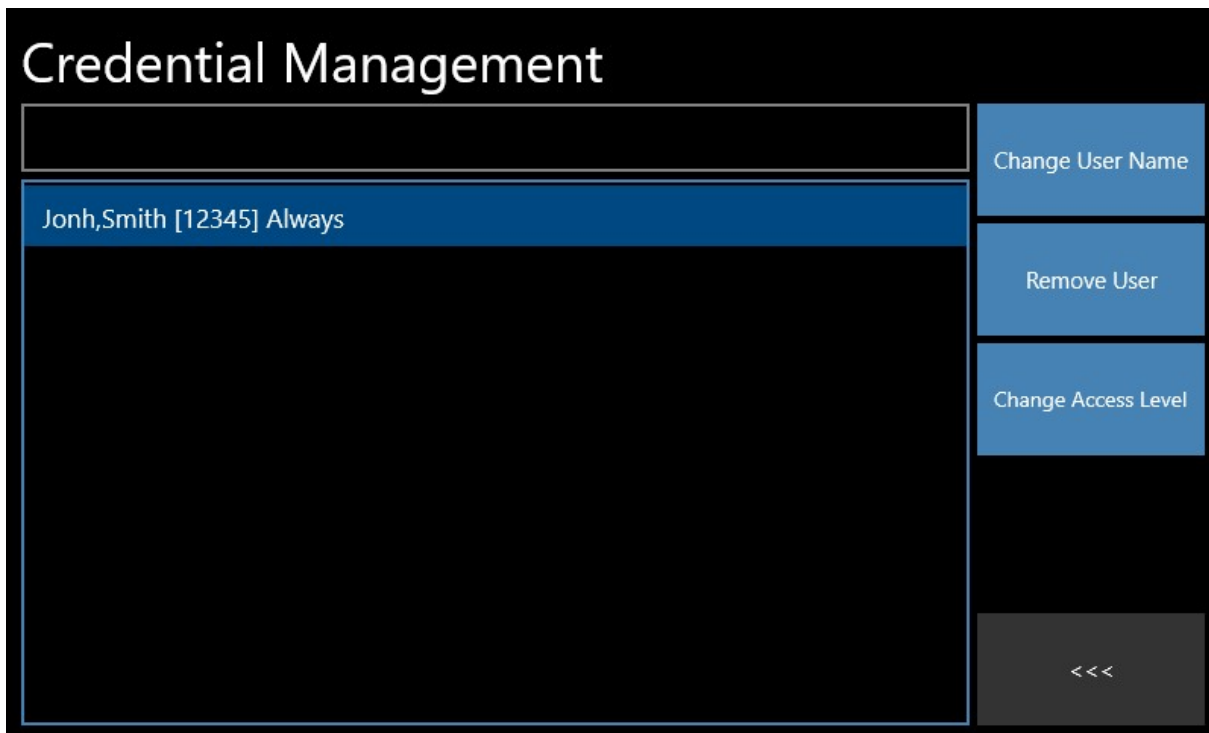 Credential Management
Change User Name
Jonh,Smith [12345] Always
Remove User
Change Access Level
<<<